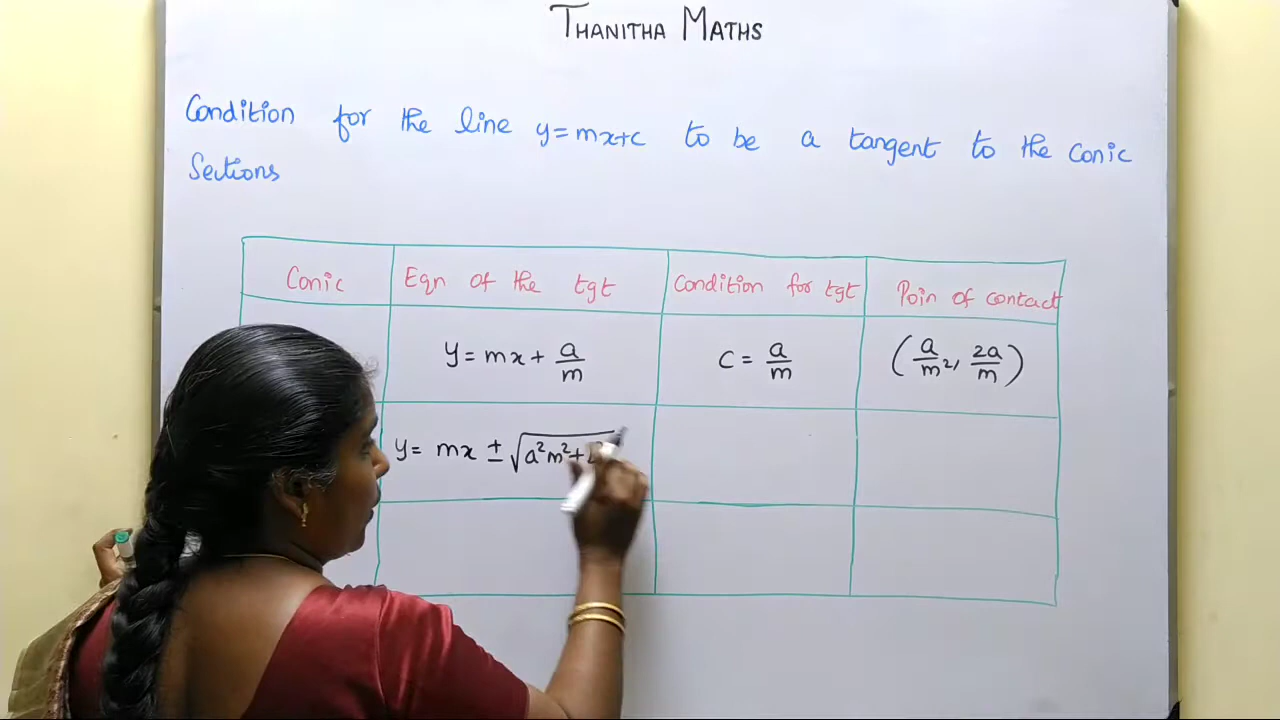 THANITHA MATHS
Condition for the line y=mx+c to be a tangent to the conic
Sections
Conic Eqn of the tgt Condition for tgt Poin of contact
y = mx + a/m C = a/m (a/m², 2a/m)
y = mx ± √a²m²+